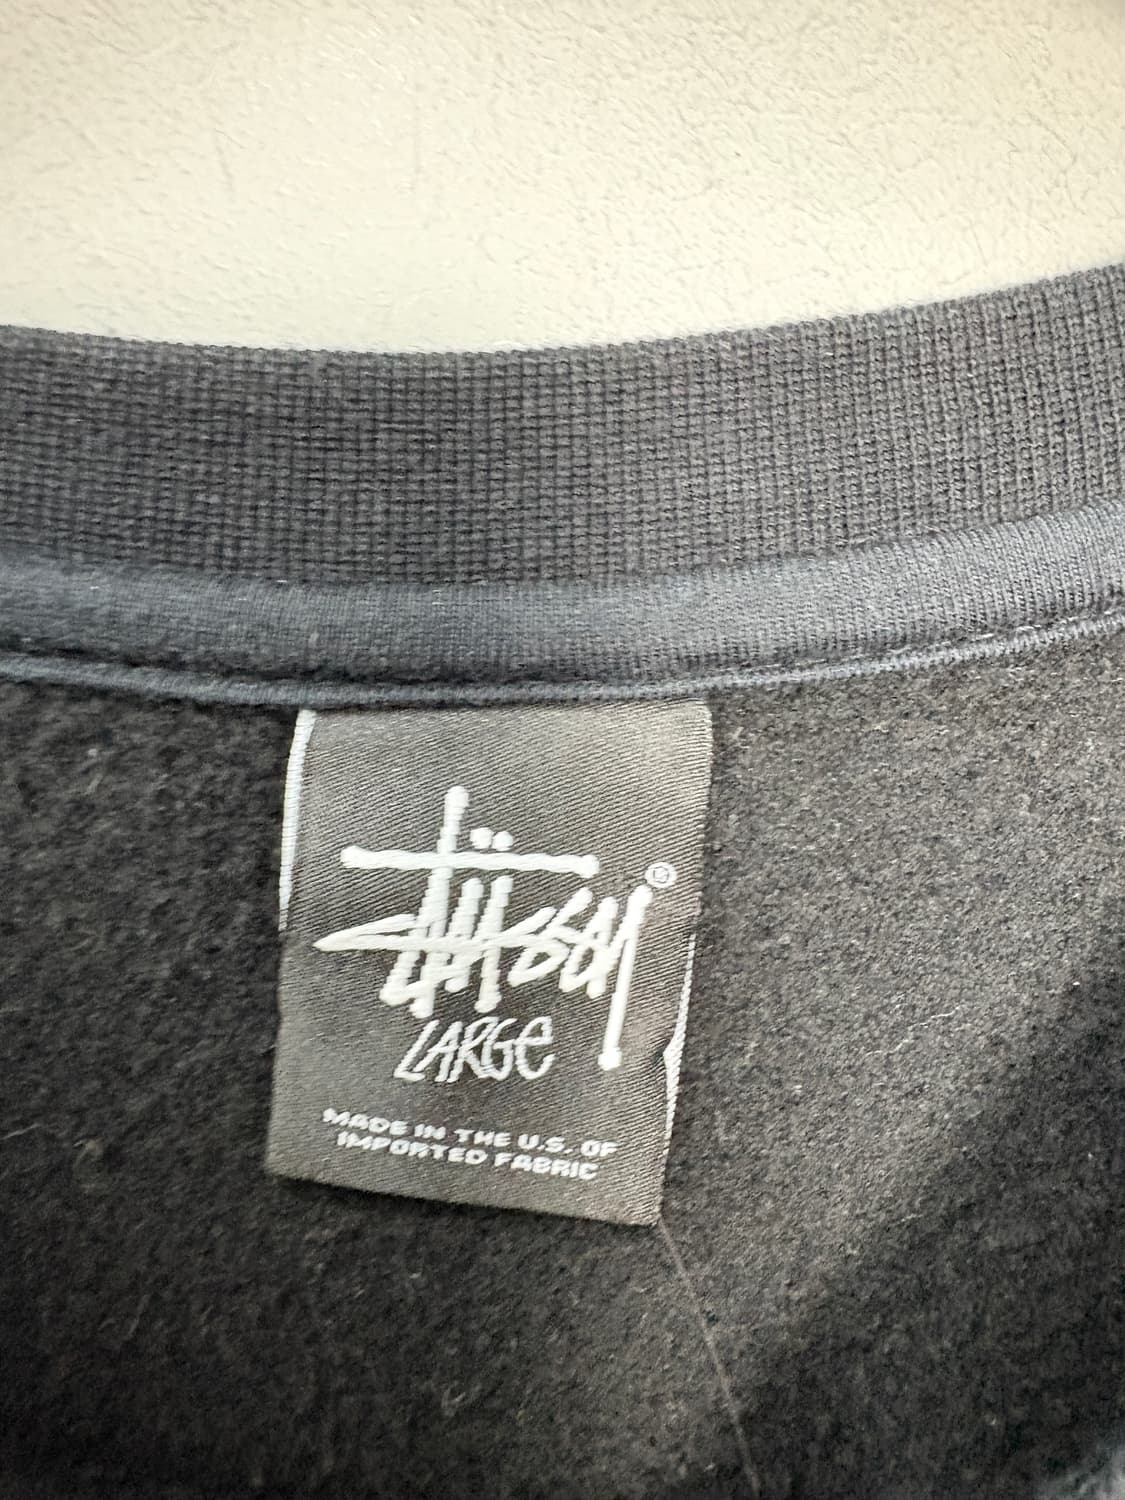 Stüssy®
LARGE
MADE IN THE U.S. OF
IMPORTED FABRIC